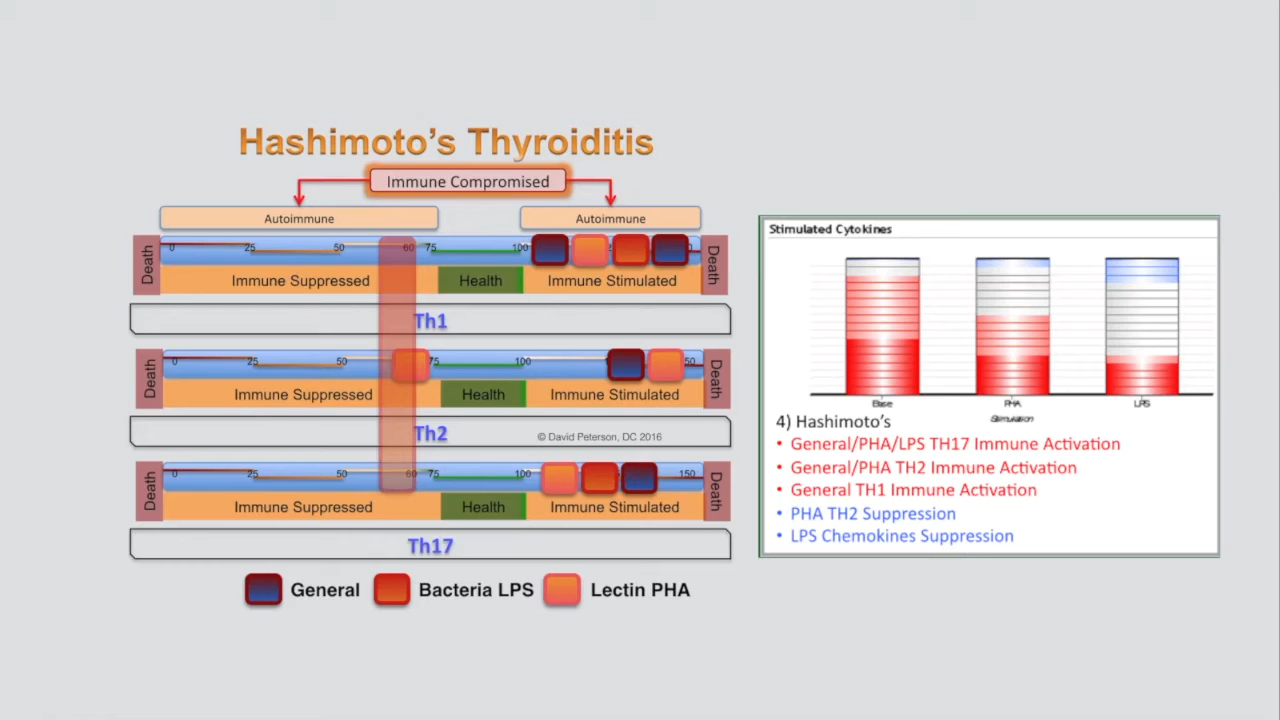 Hashimoto's Thyroiditis
Immune Compromised
Autoimmune
Autoimmune
Death
0 25 50 60 75 100
Death
Immune Suppressed
Health
Immune Stimulated
Th1
Death
0 25 50 75 100 50
Death
Immune Suppressed
Health
Immune Stimulated
Th2
© David Peterson, DC 2016
Death
0 25 50 60 75 100 150
Death
Immune Suppressed
Health
Immune Stimulated
Th17
General
Bacteria LPS
Lectin PHA
Stimulated Cytokines
Base
PHA
LPS
Stimulation
4) Hashimoto's
• General/PHA/LPS TH17 Immune Activation
• General/PHA TH2 Immune Activation
• General TH1 Immune Activation
• PHA TH2 Suppression
• LPS Chemokines Suppression